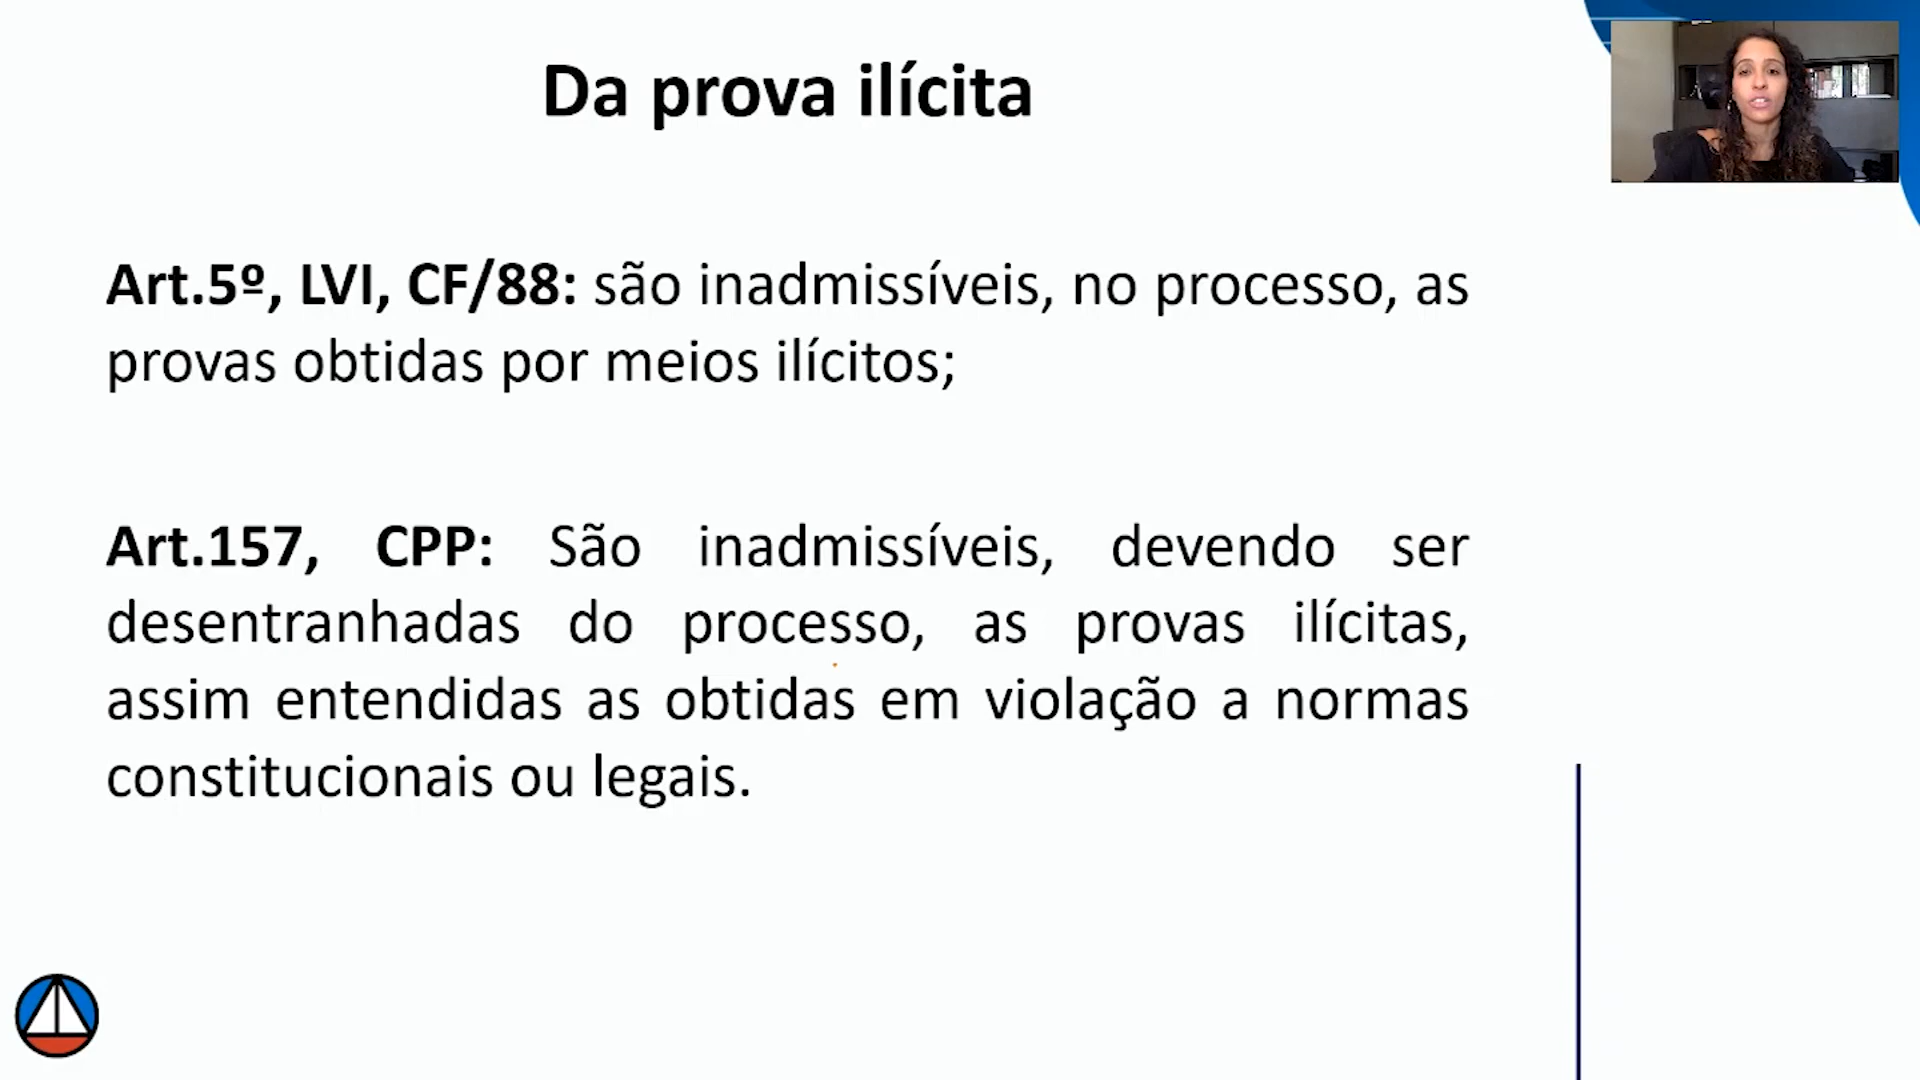 Da prova ilícita
Art.5º, LVI, CF/88: são inadmissíveis, no processo, as
provas obtidas por meios ilícitos;
Art.157, CPP: São inadmissíveis, devendo ser
desentranhadas do processo, as provas ilícitas,
assim entendidas as obtidas em violação a normas
constitucionais ou legais.